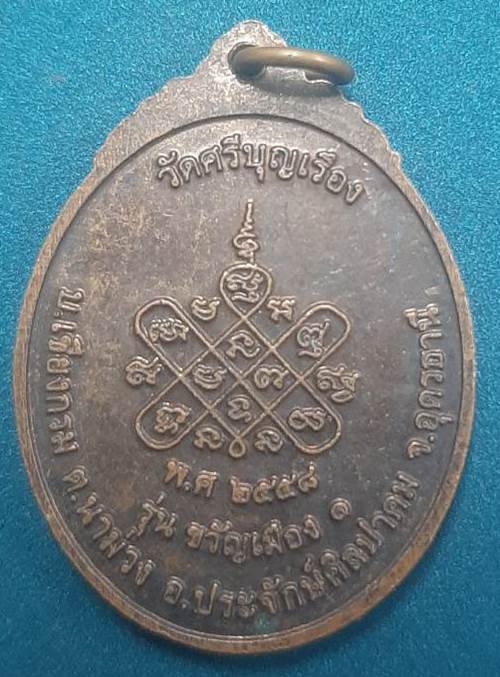 วัดศรีบุญเรือง
พ.ศ ๒๕๕๘
รุ่น ขวัญเมือง ๑
บ.เชียงกรม ต.นาม่วง อ.ประจักษ์ศิลปาคม จ.อุดรธานี